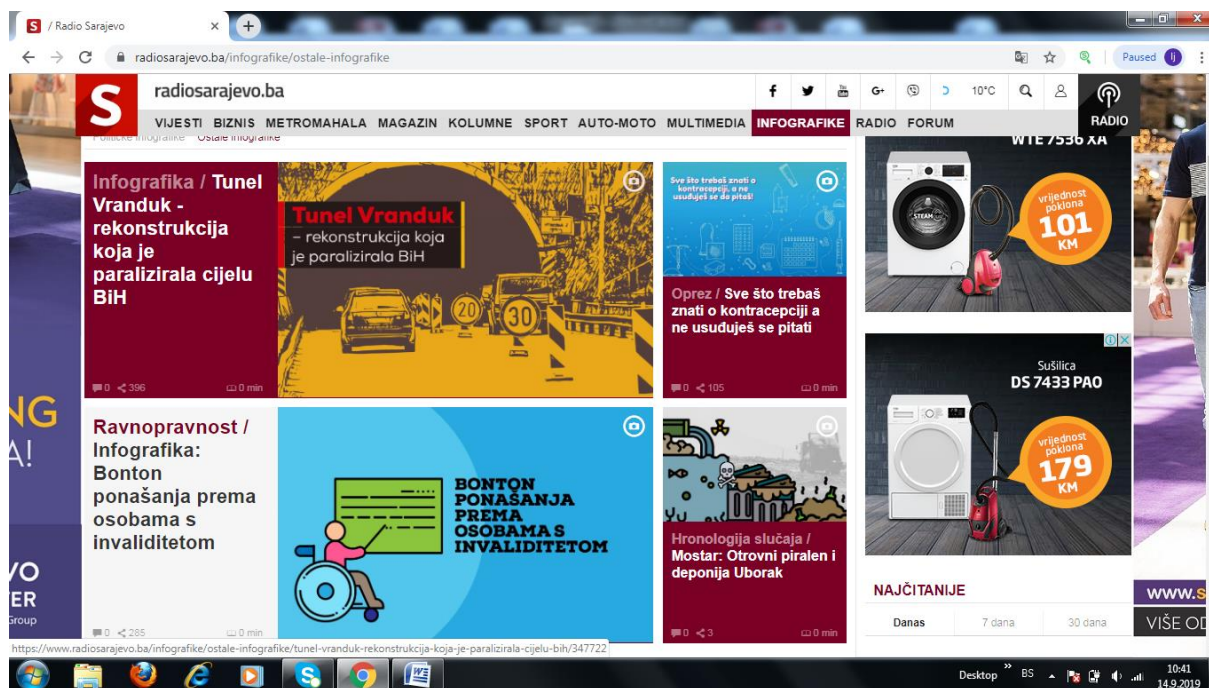 S / Radio Sarajevo
radiosarajevo.ba/infografike/ostale-infografike
Paused
lj
S
radiosarajevo.ba
G+
10°C
VIJESTI BIZNIS METROMAHALA MAGAZIN KOLUMNE SPORT AUTO-MOTO MULTIMEDIA INFOGRAFIKE RADIO FORUM
RADIO
Političke infografike Ostale infografike
Infografika / Tunel
Vranduk -
rekonstrukcija
koja je
paralizirala cijelu
BiH
0 396 0 min
Tunel Vranduk
– rekonstrukcija koja
je paralizirala BiH
20
30
Sve što trebaš znati o
kontracepciji, a ne
usuđuješ se da pitaš!
Oprez / Sve što trebaš
znati o kontracepciji a
ne usuđuješ se pitati
0 105 0 min
Ravnopravnost /
Infografika:
Bonton
ponašanja prema
osobama s
invaliditetom
0 285 0 min
BONTON
PONAŠANJA
PREMA
OSOBAMA S
INVALIDITETOM
Hronologija slučaja /
Mostar: Otrovni piralen i
deponija Uborak
0 3 0 min
WTE 7536 XA
STEAM
vrijednost
poklona
101
KM
Sušilica
DS 7433 PAO
vrijednost
poklona
179
KM
NAJČITANIJE
Danas 7 dana 30 dana
NG
A!
VO
ER
Group
www.s
VIŠE OD
https://www.radiosarajevo.ba/infografike/ostale-infografike/tunel-vranduk-rekonstrukcija-koja-je-paralizirala-cijelu-bih/347722
Desktop » BS
10:41
14.9.2019